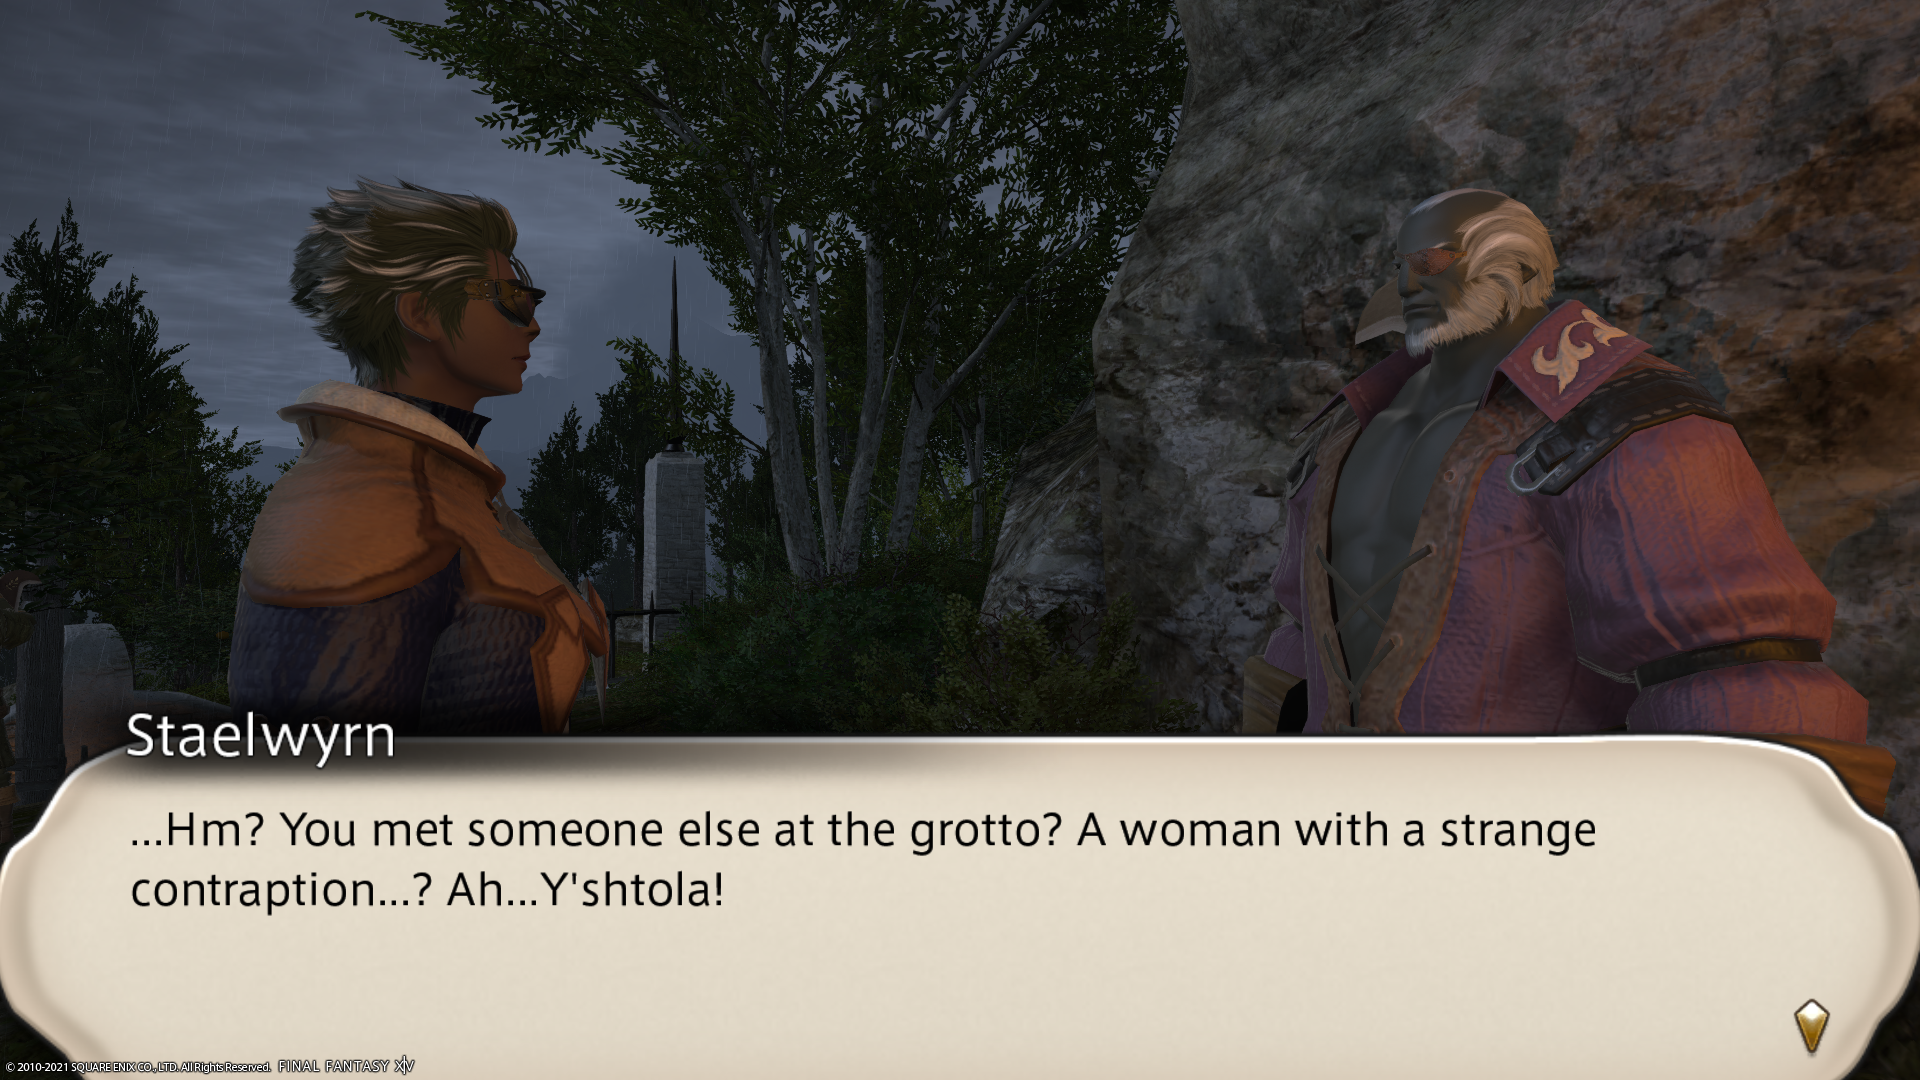 Staelwyrn
...Hm? You met someone else at the grotto? A woman with a strange
contraption...? Ah...Y'shtola!
© 2010-2021 SQUARE ENIX CO., LTD. All Rights Reserved. FINAL FANTASY XIV